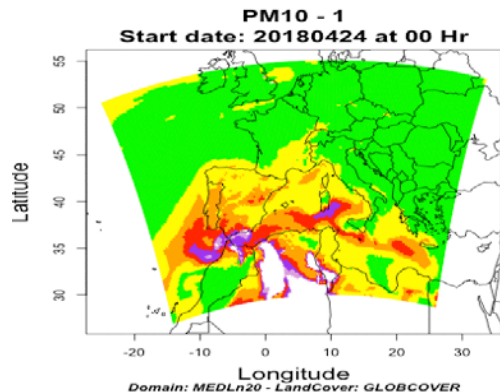 PM10 - 1
Start date: 20180424 at 00 Hr
Latitude
55
50
45
40
35
30
-20 -10 0 10 20 30
Longitude
Domain: MEDLn20 - LandCover: GLOBCOVER